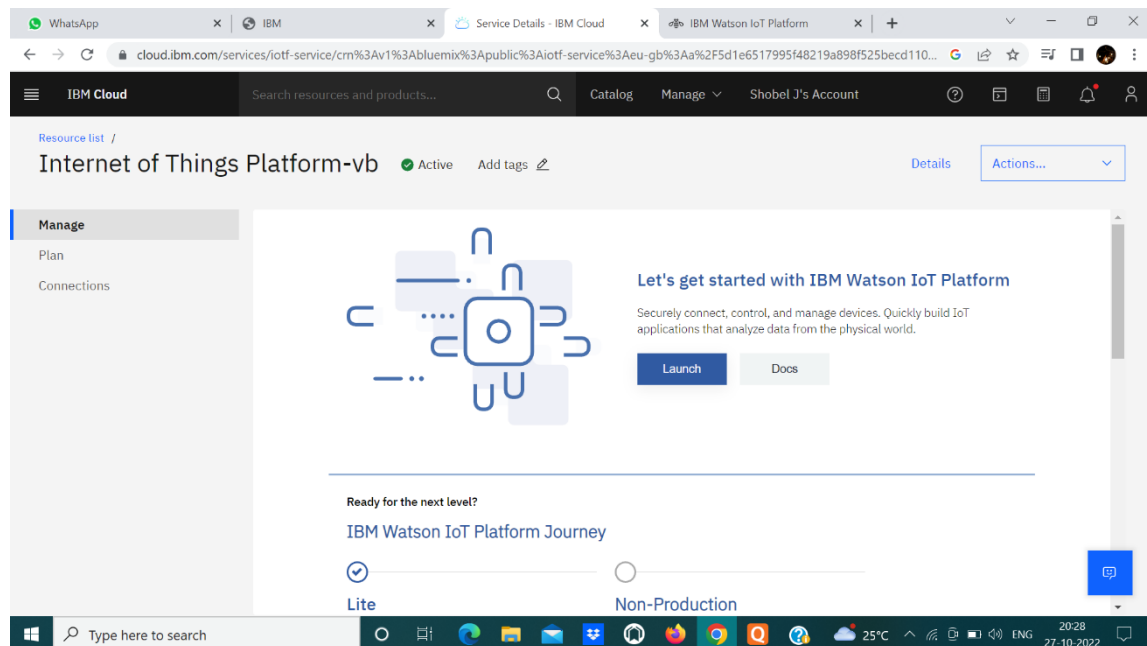 WhatsApp
IBM
Service Details - IBM Cloud
IBM Watson IoT Platform
cloud.ibm.com/services/iotf-service/crn%3Av1%3Abluemix%3Apublic%3Aiotf-service%3Aeu-gb%3Aa%2F5d1e6517995f48219a898f525becd110...
IBM Cloud
Search resources and products...
Catalog
Manage
Shobel J's Account
Resource list /
Internet of Things Platform-vb
Active
Add tags
Details
Actions...
Manage
Plan
Connections
Let's get started with IBM Watson IoT Platform
Securely connect, control, and manage devices. Quickly build IoT
applications that analyze data from the physical world.
Launch
Docs
Ready for the next level?
IBM Watson IoT Platform Journey
Lite
Non-Production
Type here to search
25°C
ENG
20:28
27-10-2022